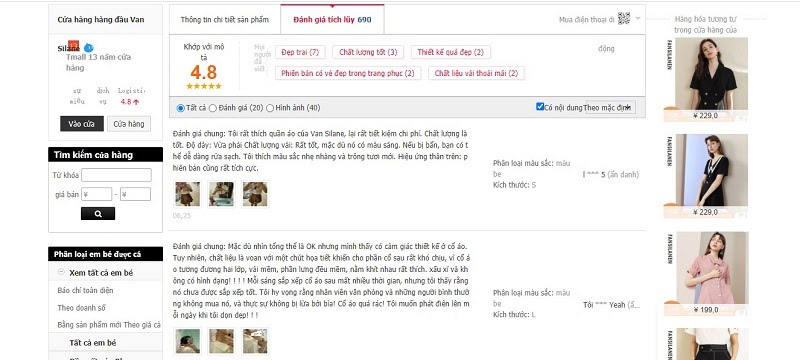 Cửa hàng hàng đầu Van
Silane
Tmall 13 năm cửa
hàng
sự
miêu
dịch
vụ
Logisti
4.8
Vào cửa
Cửa hàng
Tìm kiếm cửa hàng
Từ khóa
giá bán
¥
-
¥
Phân loại em bé được cá
Xem tất cả em bé
Báo chí toàn diện
Theo doanh số
Bằng sản phẩm mới Theo giá cả
Tất cả em bé
Thông tin chi tiết sản phẩm
Đánh giá tích lũy 690
Mua điện thoại di
động
Khớp với mô
tả
4.8
Mọi
người
đã
viết
Đẹp trai (7)
Chất lượng tốt (3)
Thiết kế quá đẹp (2)
Phiên bản có vẻ đẹp trong trang phục (2)
Chất liệu vải thoải mái (2)
Tất cả
Đánh giá (20)
Hình ảnh (40)
Có nội dung
Theo mặc định
Đánh giá chung: Tôi rất thích quần áo của Van Silane, lại rất tiết kiệm chi phí. Chất lượng là
tốt. Độ dày: Vừa phải Chất lượng vải: Rất tốt, mặc dù nó có màu sáng. Nếu bị bẩn, bạn có t
hể dễ dàng rửa sạch. Tôi thích màu sắc nhẹ nhàng và trông tươi mới. Hiệu ứng thân trên: p
hiên bản cũng rất tích cực.
06,25
Phân loại màu sắc: màu
be
Kích thước: S
l *** 5 (ẩn danh)
Đánh giá chung: Mặc dù nhìn tổng thể là OK nhưng mình thấy có cảm giác thiết kế ở cổ áo.
Tuy nhiên, chất liệu là voan với một chút họa tiết khiến cho phần cổ sau rất khó chịu, vì cổ á
o tương đương hai lớp, vải mềm, phần lưng đều mềm, nằm khít nhau rất thích. xấu xí và kh
ông có hình dạng! ! ! Mỗi sáng sắp xếp cổ áo sau mất nhiều thời gian, nhưng tôi thấy rằng
nó chưa được sắp xếp tốt. Tôi hy vọng rằng nhân viên văn phòng và những người bình thườ
ng không mua nó, và thực sự không bị lừa bởi bìa! Cổ áo quá rác! Tôi muốn phát điên lên m
ỗi ngày khi tôi dọn dẹp! ! !
Phân loại màu sắc: màu
be
Kích thước: L
Tôi *** Yeah (ẩ...
Hàng hóa tương tự
trong cửa hàng của
FANSILANEN
¥ 229,0
FANSILANEN
¥ 229,0
FANSILANEN
¥ 199,0
FANSILANEN